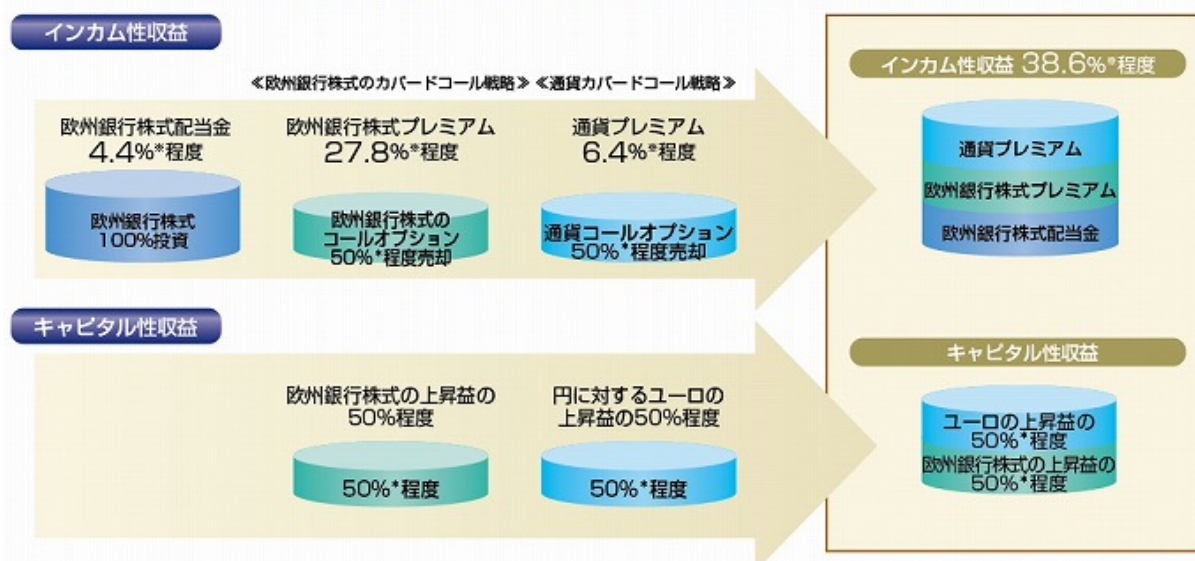 インカム性収益
≪欧州銀行株式のカバードコール戦略≫
≪通貨カバードコール戦略≫
欧州銀行株式配当金
4.4%*程度
欧州銀行株式
100%投資
欧州銀行株式プレミアム
27.8%*程度
欧州銀行株式の
コールオプション
50%*程度売却
通貨プレミアム
6.4%*程度
通貨コールオプション
50%*程度売却
インカム性収益 38.6%*程度
通貨プレミアム
欧州銀行株式プレミアム
欧州銀行株式配当金
キャピタル性収益
欧州銀行株式の上昇益の
50%程度
50%*程度
円に対するユーロの
上昇益の50%程度
50%*程度
キャピタル性収益
ユーロの上昇益の
50%*程度
欧州銀行株式の上昇益の
50%*程度